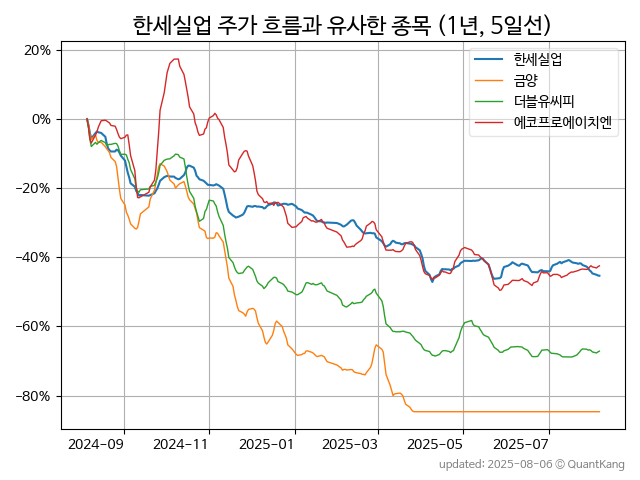 한세실업 주가 흐름과 유사한 종목 (1년, 5일선)
한세실업
금양
더블유씨피
에코프로에이치엔
20%
0%
−20%
−40%
−60%
−80%
2024−09 2024−11 2025−01 2025−03 2025−05 2025−07
updated: 2025-08-06 © QuantKang